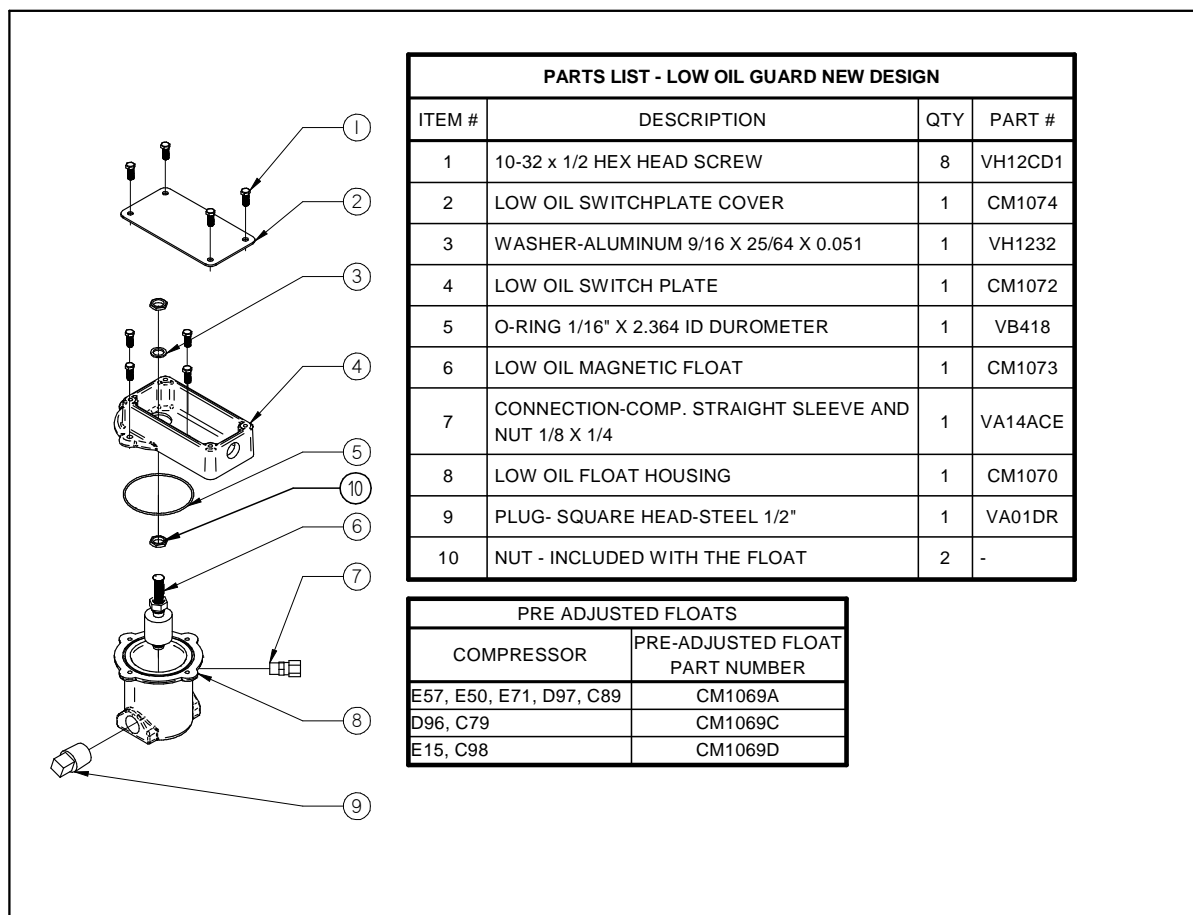 PARTS LIST - LOW OIL GUARD NEW DESIGN
ITEM # DESCRIPTION QTY PART #
1 10-32 x 1/2 HEX HEAD SCREW 8 VH12CD1
2 LOW OIL SWITCHPLATE COVER 1 CM1074
3 WASHER-ALUMINUM 9/16 X 25/64 X 0.051 1 VH1232
4 LOW OIL SWITCH PLATE 1 CM1072
5 O-RING 1/16" X 2.364 ID DUROMETER 1 VB418
6 LOW OIL MAGNETIC FLOAT 1 CM1073
7 CONNECTION-COMP. STRAIGHT SLEEVE AND
NUT 1/8 X 1/4 1 VA14ACE
8 LOW OIL FLOAT HOUSING 1 CM1070
9 PLUG- SQUARE HEAD-STEEL 1/2" 1 VA01DR
10 NUT - INCLUDED WITH THE FLOAT 2 -
PRE ADJUSTED FLOATS
COMPRESSOR PRE-ADJUSTED FLOAT
PART NUMBER
E57, E50, E71, D97, C89 CM1069A
D96, C79 CM1069C
E15, C98 CM1069D
1
2
3
4
5
10
6
7
8
9